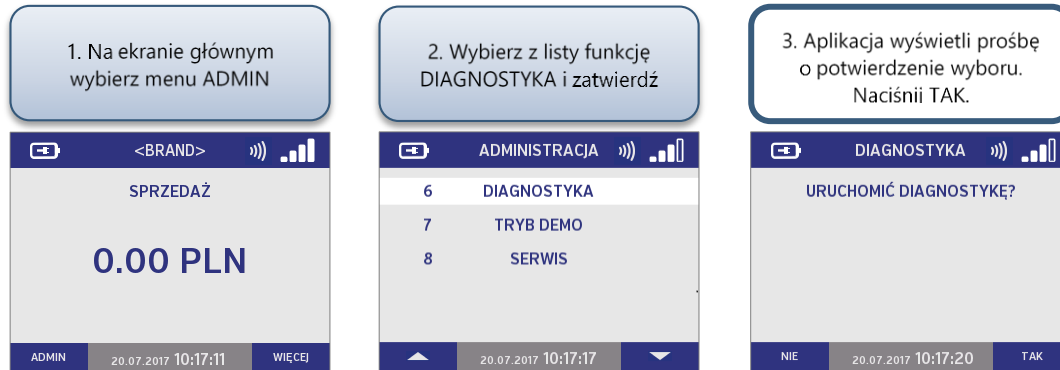 1. Na ekranie głównym
wybierz menu ADMIN
<BRAND>
SPRZEDAŻ
0.00 PLN
ADMIN
20.07.2017 10:17:11
WIĘCEJ
2. Wybierz z listy funkcję
DIAGNOSTYKA i zatwierdź
ADMINISTRACJA
6 DIAGNOSTYKA
7 TRYB DEMO
8 SERWIS
20.07.2017 10:17:17
3. Aplikacja wyświetli prośbę
o potwierdzenie wyboru.
Naciśnii TAK.
DIAGNOSTYKA
URUCHOMIĆ DIAGNOSTYKĘ?
NIE
20.07.2017 10:17:20
TAK